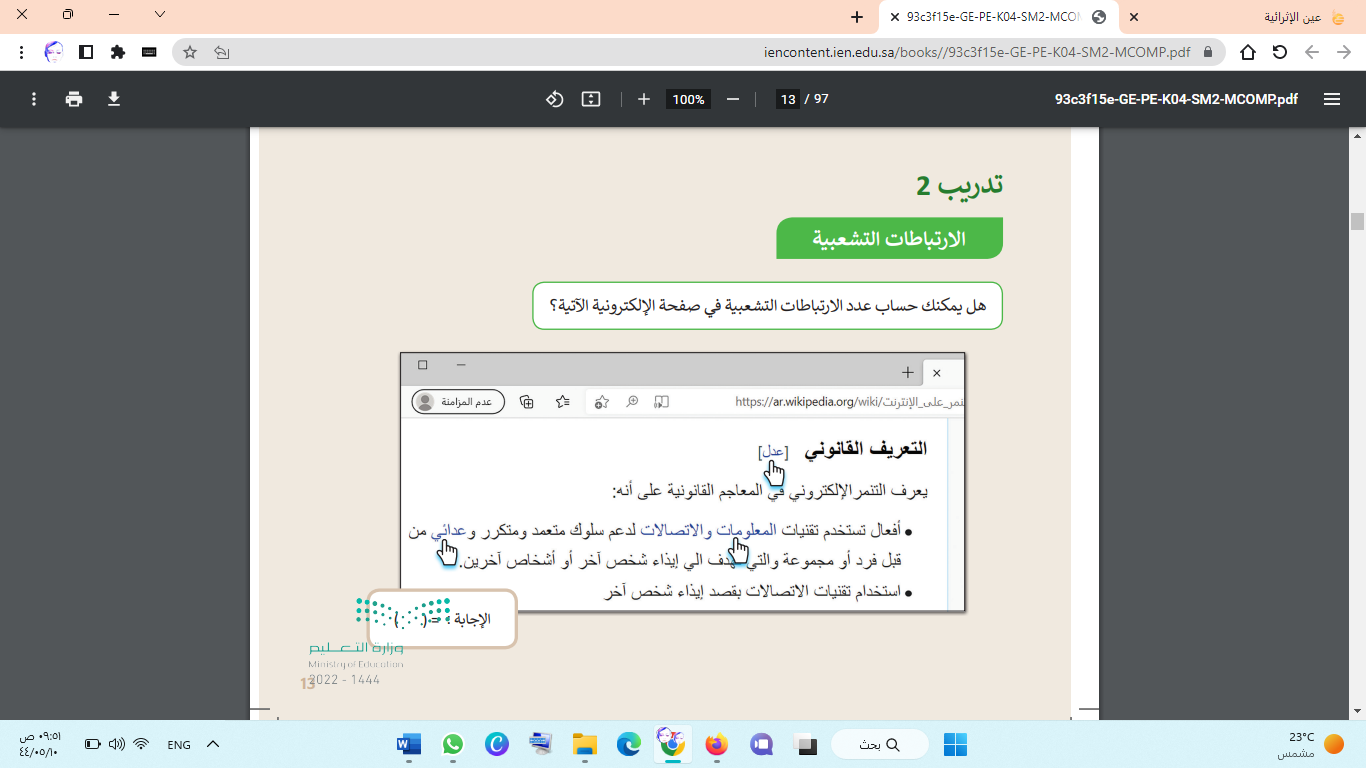 عين الإثرائية
93c3f15e-GE-PE-K04-SM2-MCOM
iencontent.ien.edu.sa/books//93c3f15e-GE-PE-K04-SM2-MCOMP.pdf
93c3f15e-GE-PE-K04-SM2-MCOMP.pdf
13 / 97
100%
تدريب 2
الارتباطات التشعبية
هل يمكنك حساب عدد الارتباطات التشعبية في صفحة الإلكترونية الآتية؟
https://ar.wikipedia.org/wiki/تنمر_على_الإنترنت
عدم المزامنة
التعريف القانوني [عدل]
يعرف التنمر الإلكتروني في المعاجم القانونية على أنه:
• أفعال تستخدم تقنيات المعلومات والاتصالات لدعم سلوك متعمد ومتكرر وعدائي من
قبل فرد أو مجموعة والتي تهدف الي إيذاء شخص آخر أو أشخاص آخرين.
• استخدام تقنيات الاتصالات بقصد إيذاء شخص آخر
الإجابة : = ( . . )
وزارة التعليم
Ministry of Education
2022 - 1444
13
23°C
مشمس
بحث
ENG
٠٩:٥١ ص
٤٤/٠٥/١٠